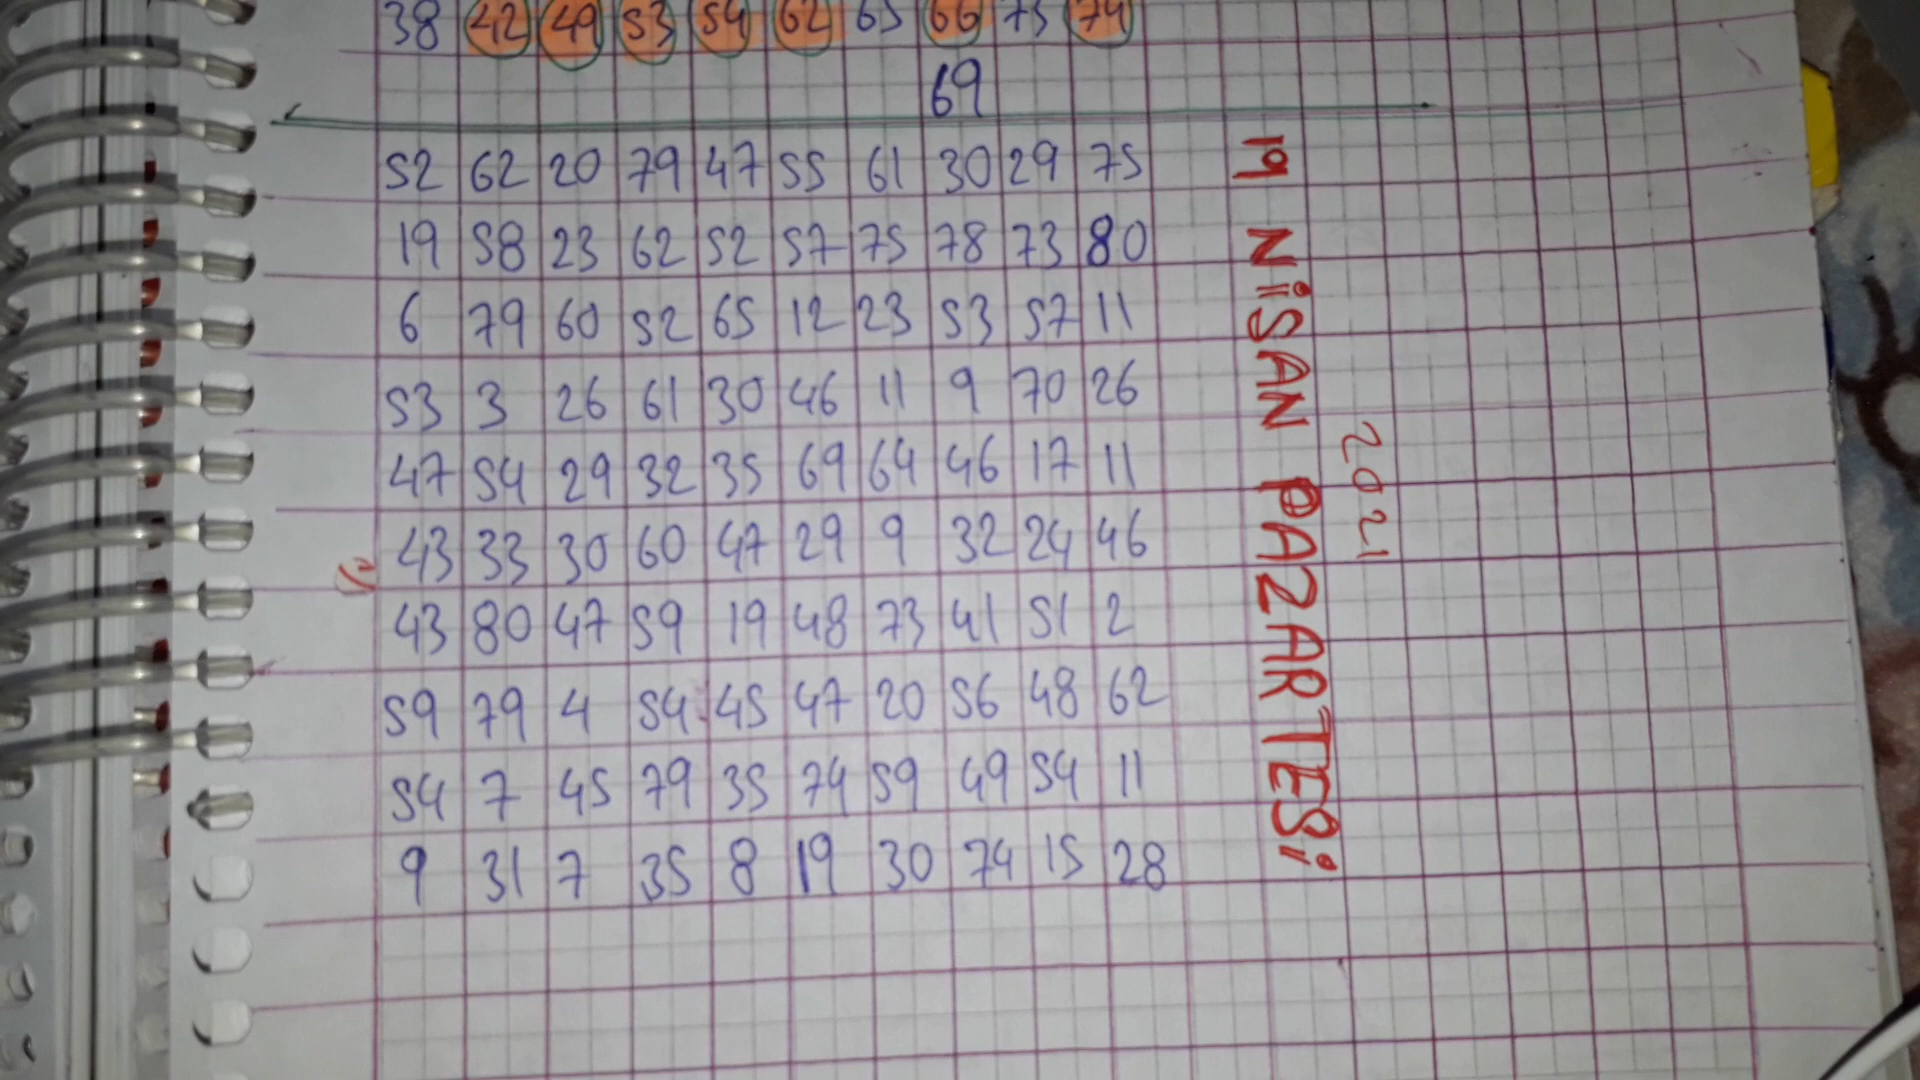 38 42 49 53 54 62 65 66 73 74
69
52 62 20 79 47 55 61 30 29 75
19 58 23 62 52 57 75 78 73 80
6 79 60 52 65 12 23 53 57 11
53 3 26 61 30 46 11 9 70 26
47 54 29 32 35 69 64 46 17 11
43 33 30 60 47 29 9 32 24 46
43 80 47 59 19 48 73 41 51 2
59 79 4 54 45 47 20 56 48 62
54 7 45 79 35 74 59 49 54 11
9 31 7 35 8 19 30 74 15 28
19 NİSAN PAZARTESİ
2021